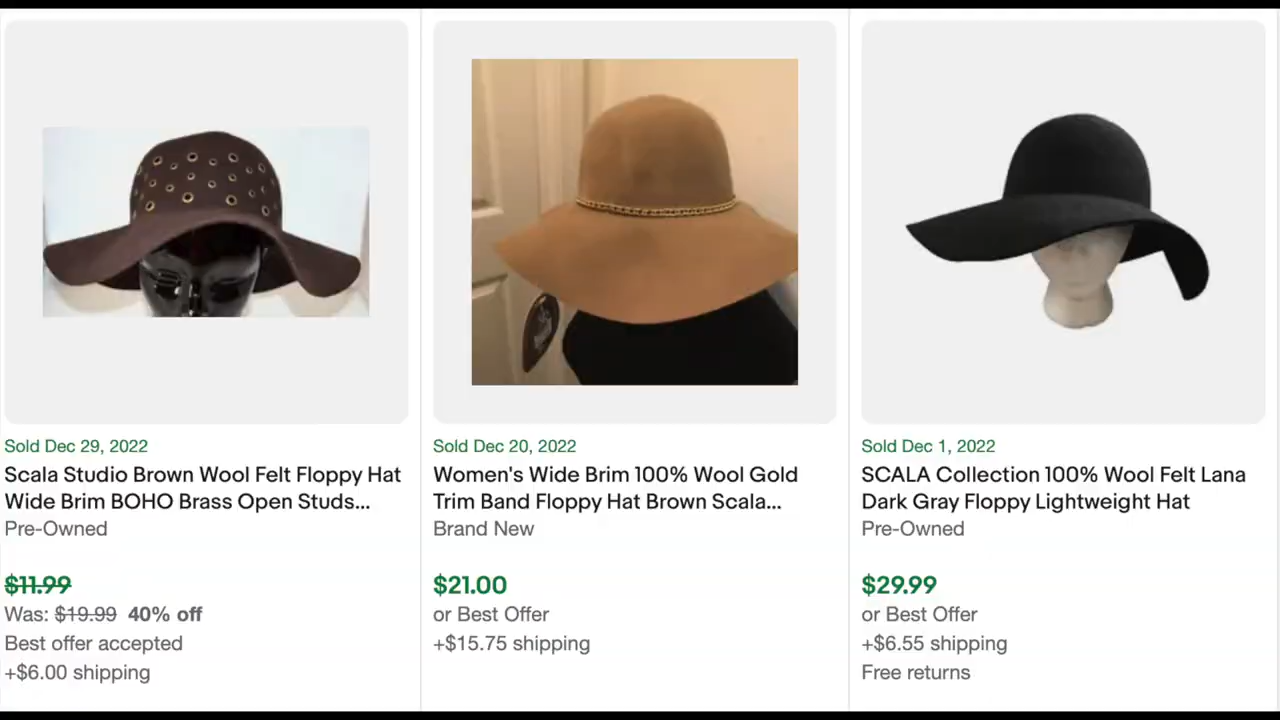 Sold Dec 29, 2022
Scala Studio Brown Wool Felt Floppy Hat
Wide Brim BOHO Brass Open Studs...
Pre-Owned
$11.99
Was: $19.99 40% off
Best offer accepted
+$6.00 shipping
Sold Dec 20, 2022
Women's Wide Brim 100% Wool Gold
Trim Band Floppy Hat Brown Scala...
Brand New
$21.00
or Best Offer
+$15.75 shipping
Sold Dec 1, 2022
SCALA Collection 100% Wool Felt Lana
Dark Gray Floppy Lightweight Hat
Pre-Owned
$29.99
or Best Offer
+$6.55 shipping
Free returns